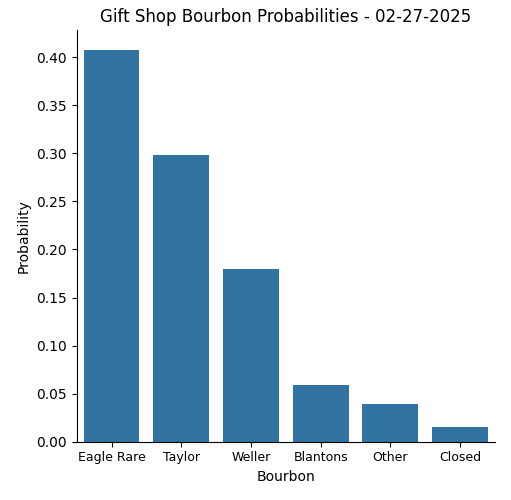 Gift Shop Bourbon Probabilities - 02-27-2025
0.40
0.35
0.30
0.25
0.20
0.15
0.10
0.05
0.00
Probability
Eagle Rare Taylor Weller Blantons Other Closed
Bourbon